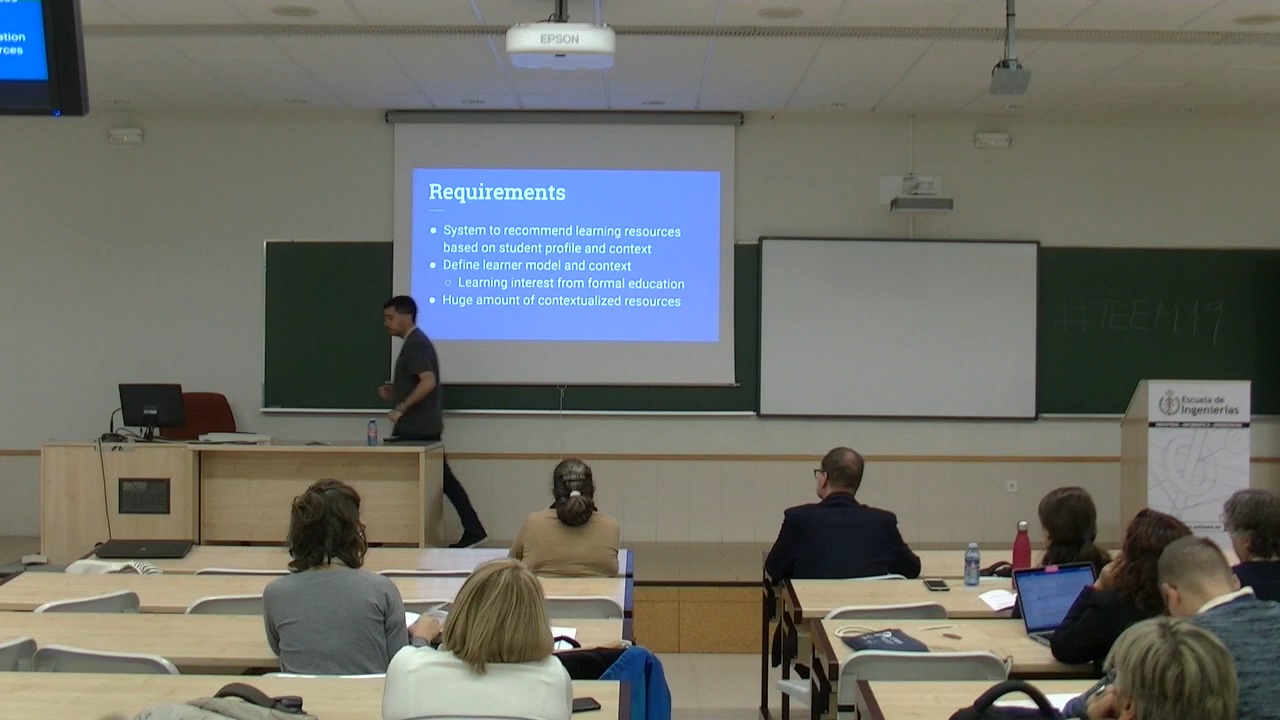 ation
rces
EPSON
Requirements
● System to recommend learning resources
based on student profile and context
● Define learner model and context
○ Learning interest from formal education
● Huge amount of contextualized resources
#TEEM19
Escuela de
Ingenierías